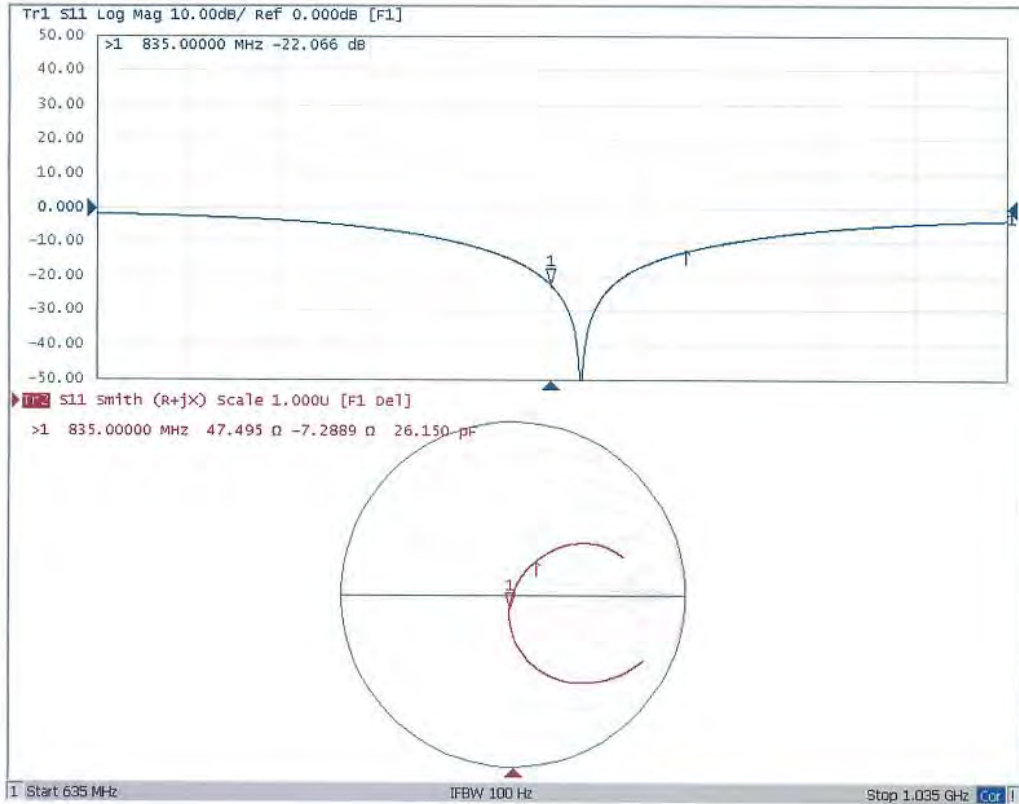 Tr1 S11 Log Mag 10.00dB/ Ref 0.000dB [F1]
50.00
>1 835.00000 MHz -22.066 dB
40.00
30.00
20.00
10.00
0.000
-10.00
-20.00
-30.00
-40.00
-50.00
1
1
Tr2 S11 Smith (R+jX) Scale 1.000U [F1 Del]
>1 835.00000 MHz 47.495 Ω -7.2889 Ω 26.150 pF
1
1 Start 635 MHz IFBW 100 Hz Stop 1.035 GHz Cor !